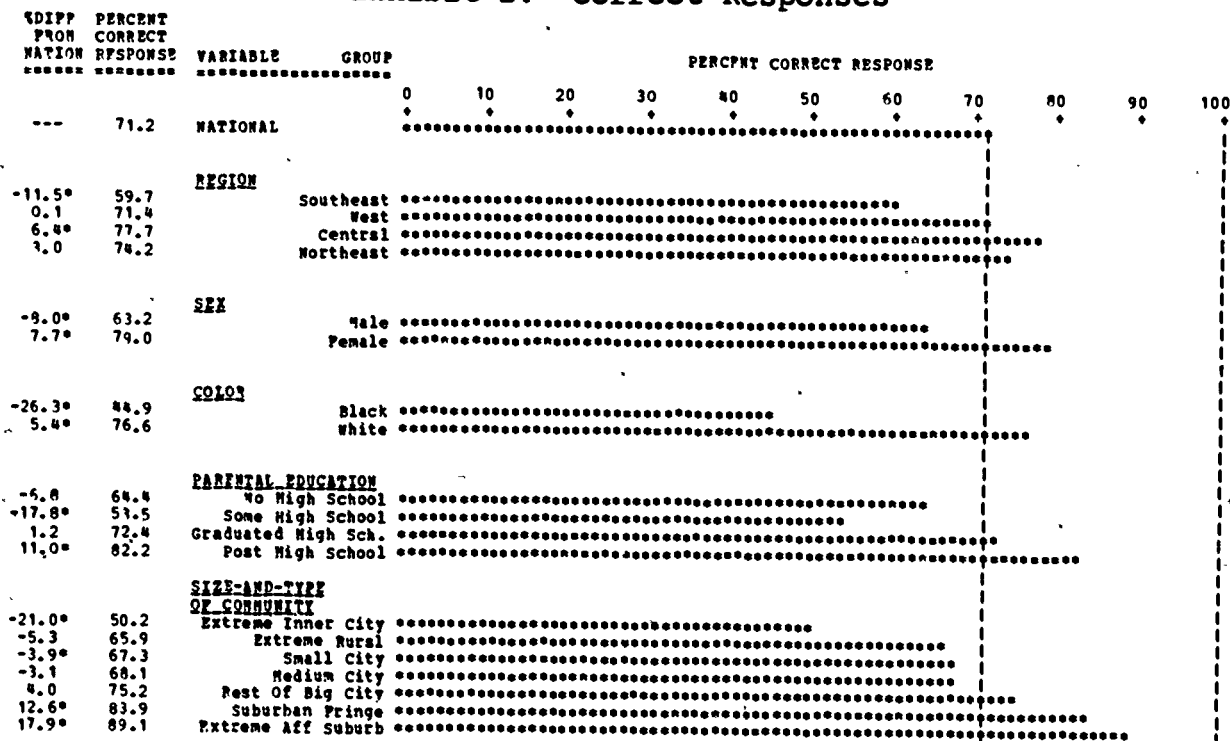 Correct Responses
%DIFF PERCENT
FROM CORRECT
NATION RESPONSE VARIABLE GROUP PERCENT CORRECT RESPONSE
0 10 20 30 40 50 60 70 80 90 100
--- 71.2 NATIONAL
REGION
-11.5* 59.7 Southeast
0.1 71.4 West
6.4* 77.7 Central
3.0 74.2 Northeast
SEX
-8.0* 63.2 Male
7.7* 79.0 Female
COLOR
-26.3* 44.9 Black
5.4* 76.6 White
PARENTAL EDUCATION
-6.8 64.4 No High School
-17.8* 53.5 Some High School
1.2 72.4 Graduated High Sch.
11.0* 82.2 Post High School
SIZE-AND-TYPE
OF COMMUNITY
-21.0* 50.2 Extreme Inner City
-5.3 65.9 Extreme Rural
-3.9* 67.3 Small City
-3.1 68.1 Medium City
4.0 75.2 Rest Of Big City
12.6* 83.9 Suburban Fringe
17.9* 89.1 Extreme Aff Suburb